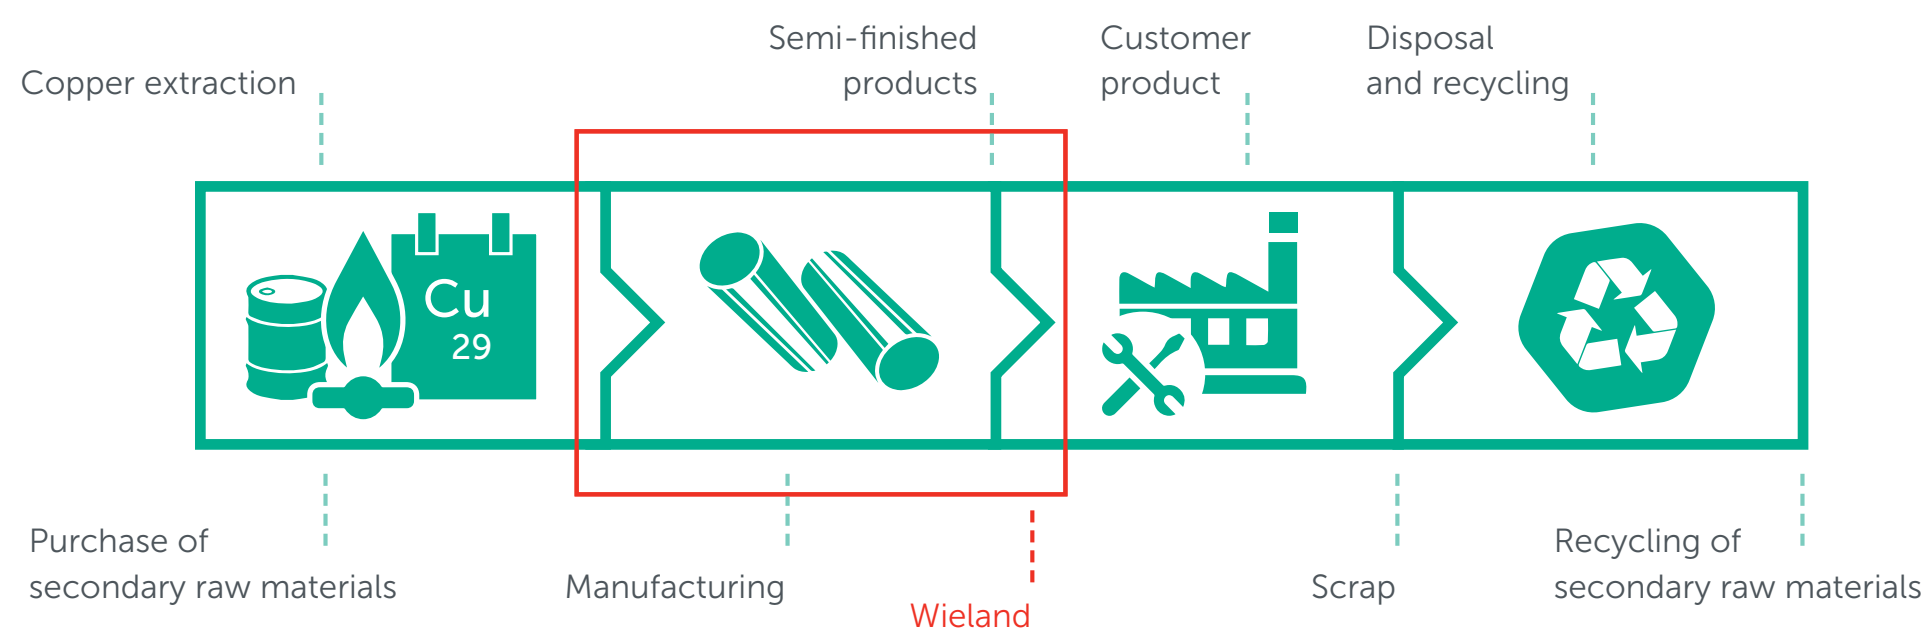 Copper extraction
Semi-finished
products
Customer
product
Disposal
and recycling
Cu
29
Purchase of
secondary raw materials
Manufacturing
Wieland
Scrap
Recycling of
secondary raw materials